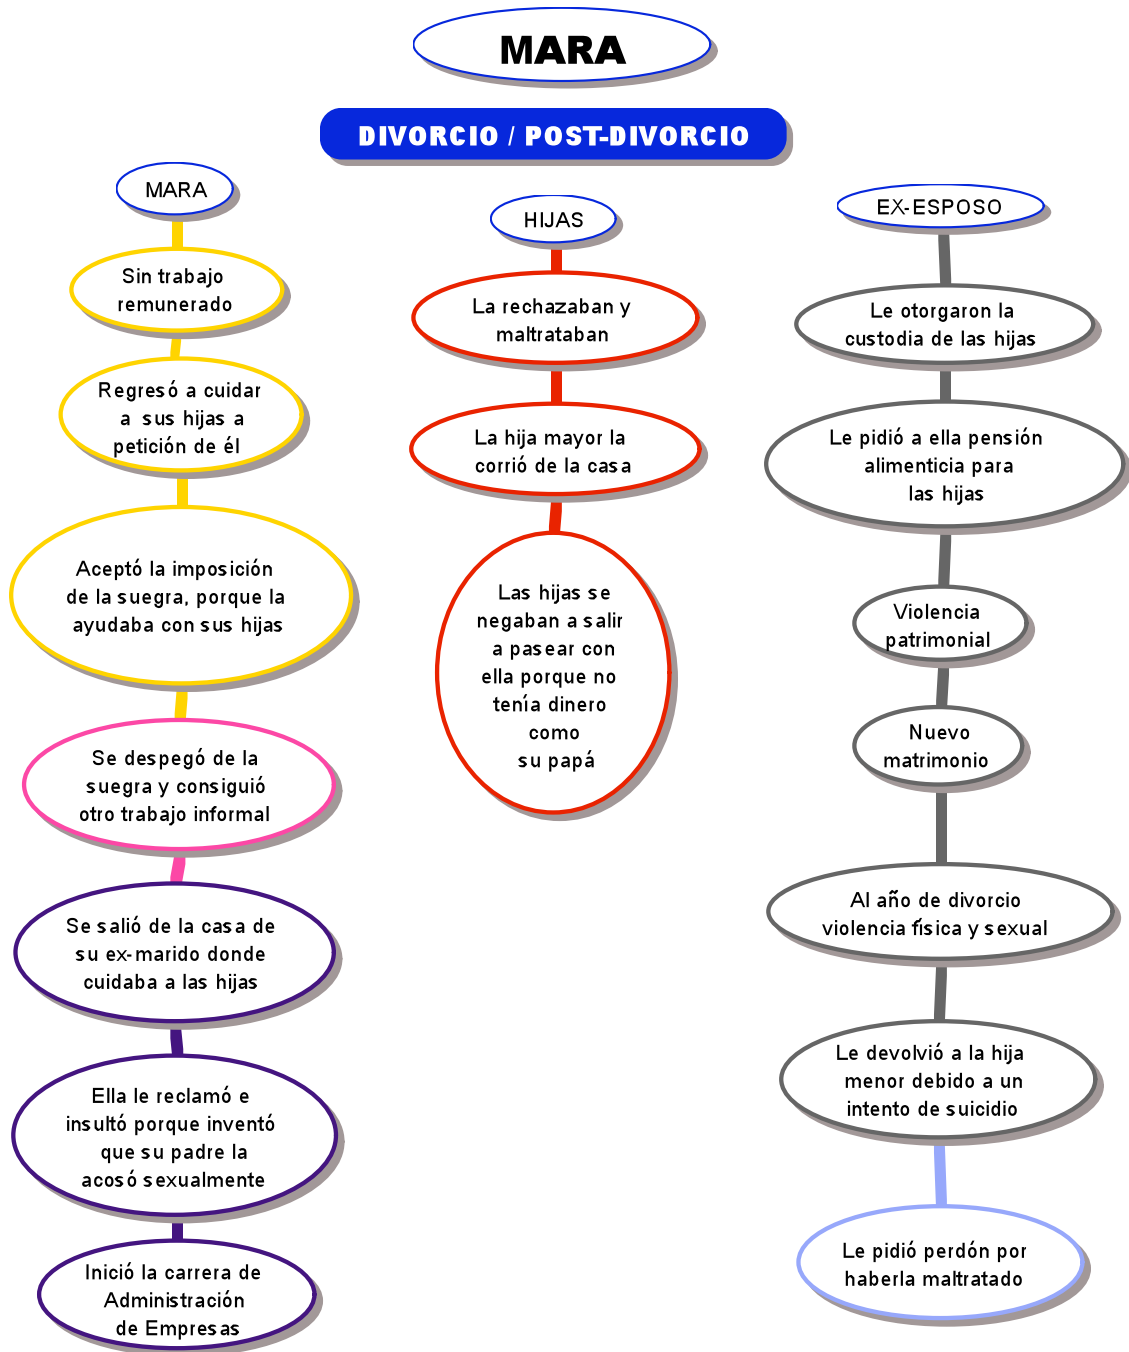 MARA
DIVORCIO / POST-DIVORCIO
MARA
Sin trabajo
remunerado
Regresó a cuidar
a sus hijas a
petición de él
Aceptó la imposición
de la suegra, porque la
ayudaba con sus hijas
Se despegó de la
suegra y consiguió
otro trabajo informal
Se salió de la casa de
su ex-marido donde
cuidaba a las hijas
Ella le reclamó e
insultó porque inventó
que su padre la
acosó sexualmente
Inició la carrera de
Administración
de Empresas
HIJAS
La rechazaban y
maltrataban
La hija mayor la
corrió de la casa
Las hijas se
negaban a salir
a pasear con
ella porque no
tenía dinero
como
su papá
EX-ESPOSO
Le otorgaron la
custodia de las hijas
Le pidió a ella pensión
alimenticia para
las hijas
Violencia
patrimonial
Nuevo
matrimonio
Al año de divorcio
violencia física y sexual
Le devolvió a la hija
menor debido a un
intento de suicidio
Le pidió perdón por
haberla maltratado